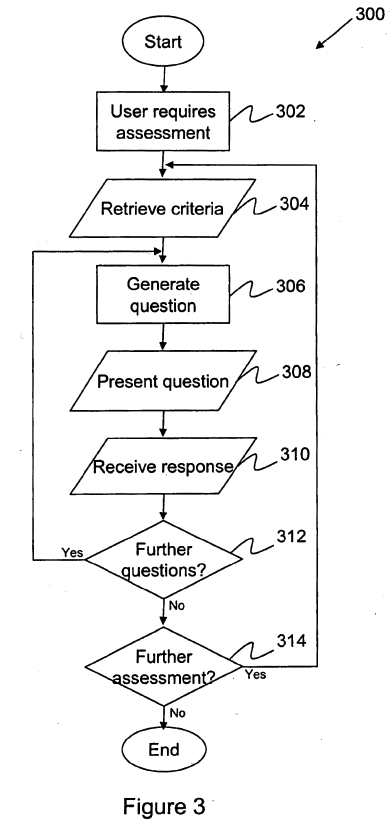 300
Start
User requires
assessment
302
Retrieve criteria
304
Generate
question
306
Present question
308
Receive response
310
Further
questions?
312
Yes
No
Further
assessment?
314
Yes
No
End
Figure 3